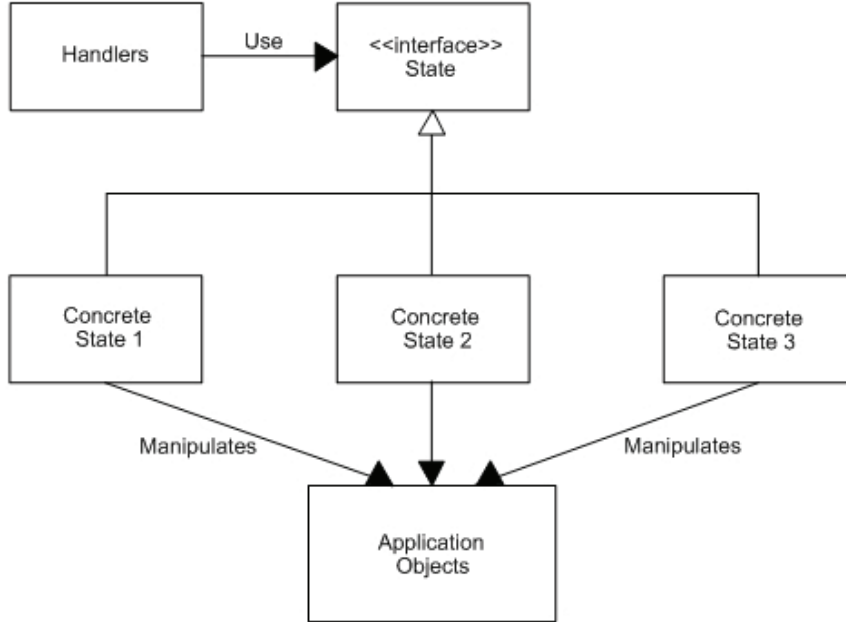 Handlers
Use
<<interface>>
State
Concrete
State 1
Concrete
State 2
Concrete
State 3
Manipulates
Manipulates
Application
Objects